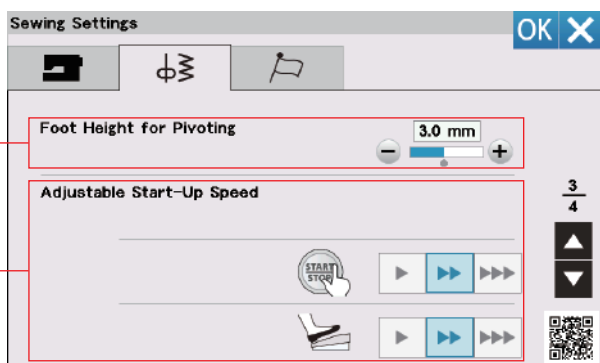 Sewing Settings
OK
Foot Height for Pivoting
3.0 mm
Adjustable Start-Up Speed
3
4
START
STOP